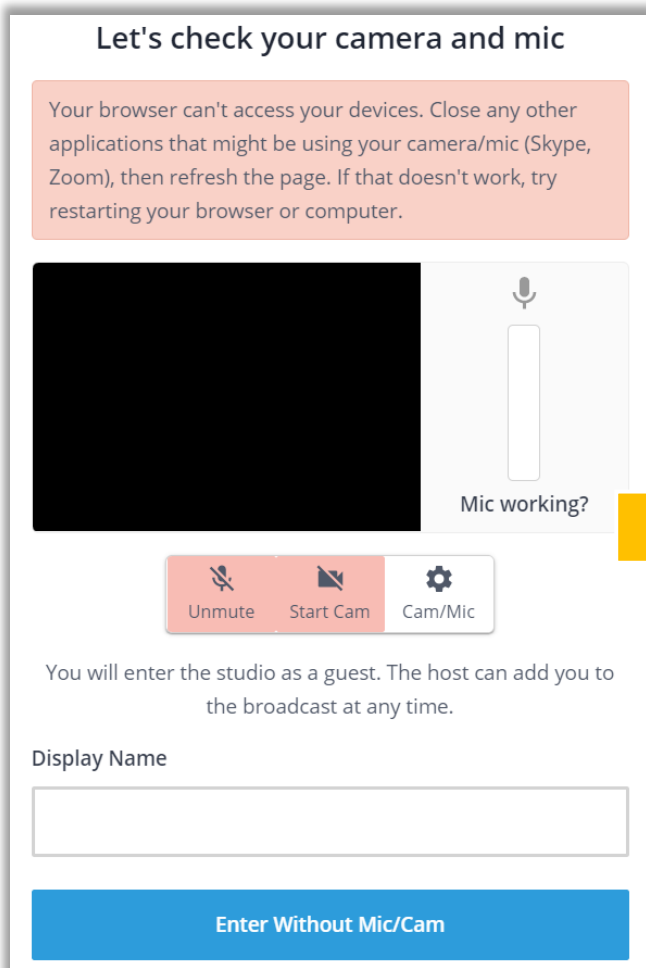 Let's check your camera and mic
Your browser can't access your devices. Close any other
applications that might be using your camera/mic (Skype,
Zoom), then refresh the page. If that doesn't work, try
restarting your browser or computer.
Mic working?
Unmute
Start Cam
Cam/Mic
You will enter the studio as a guest. The host can add you to
the broadcast at any time.
Display Name
Enter Without Mic/Cam